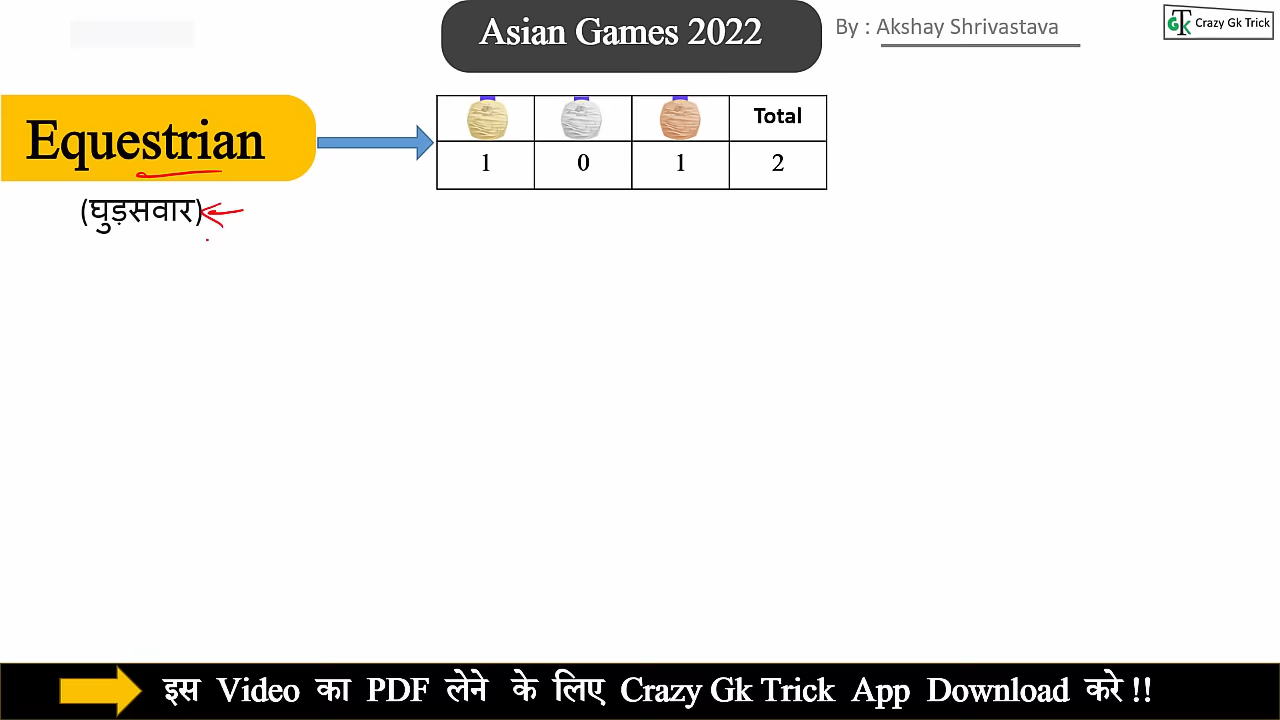 Asian Games 2022
By : Akshay Shrivastava
GTK Crazy Gk Trick
Equestrian
Total
1 0 1 2
(घुड़सवार)
इस Video का PDF लेने के लिए Crazy Gk Trick App Download करे !!